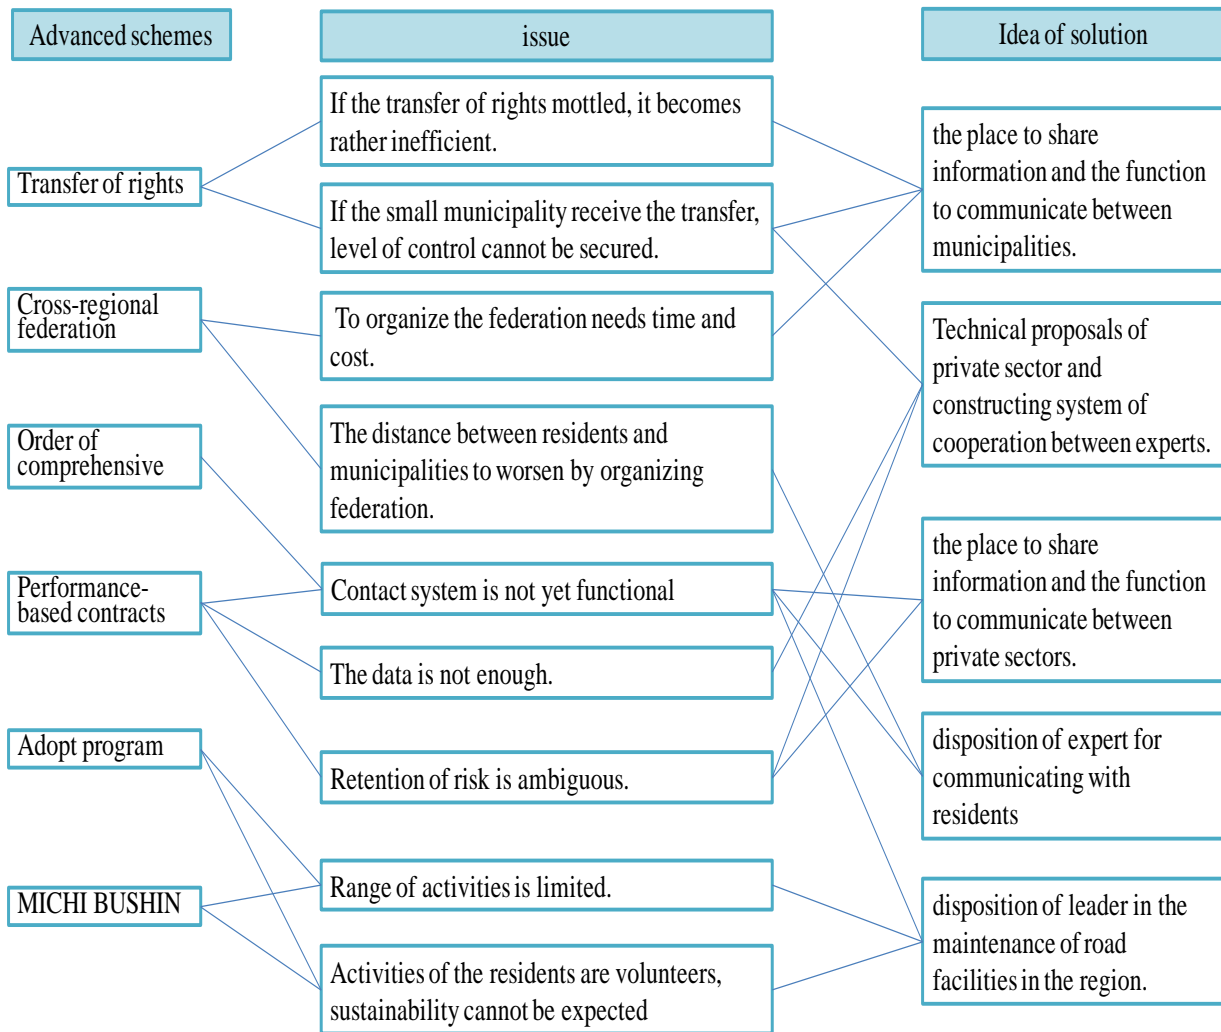 Advanced schemes
issue
Idea of solution
Transfer of rights
Cross-regional
federation
Order of
comprehensive
Performance-
based contracts
Adopt program
MICHI BUSHIN
If the transfer of rights mottled, it becomes
rather inefficient.
If the small municipality receive the transfer,
level of control cannot be secured.
To organize the federation needs time and
cost.
The distance between residents and
municipalities to worsen by organizing
federation.
Contact system is not yet functional
The data is not enough.
Retention of risk is ambiguous.
Range of activities is limited.
Activities of the residents are volunteers,
sustainability cannot be expected
the place to share
information and the function
to communicate between
municipalities.
Technical proposals of
private sector and
constructing system of
cooperation between experts.
the place to share
information and the function
to communicate between
private sectors.
disposition of expert for
communicating with
residents
disposition of leader in the
maintenance of road
facilities in the region.